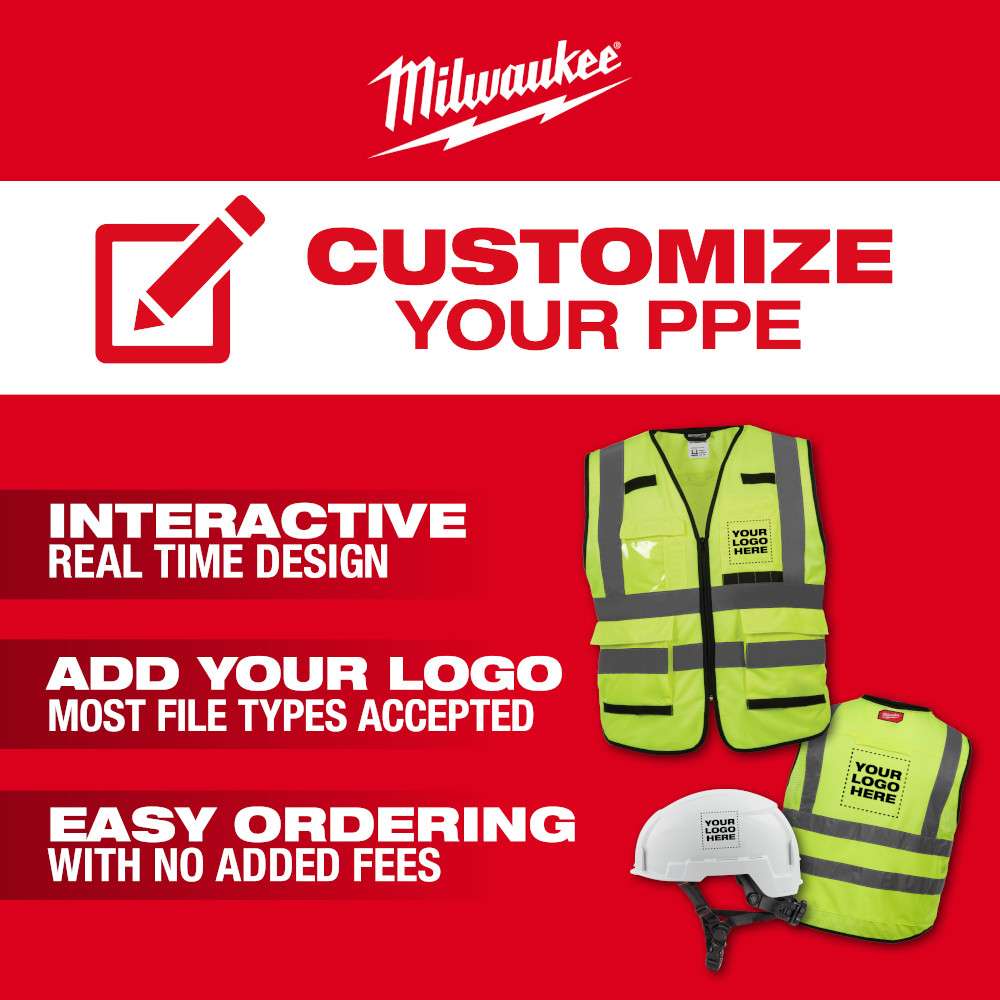 Milwaukee®
CUSTOMIZE
YOUR PPE
INTERACTIVE
REAL TIME DESIGN
ADD YOUR LOGO
MOST FILE TYPES ACCEPTED
EASY ORDERING
WITH NO ADDED FEES
YOUR
LOGO
HERE
Milwaukee
YOUR
LOGO
HERE
YOUR
LOGO
HERE